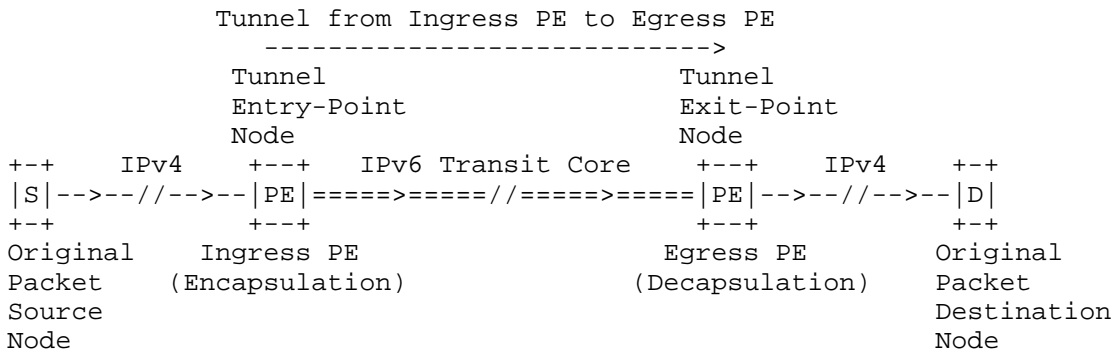 Tunnel from Ingress PE to Egress PE
---------------------------->
Tunnel                      Tunnel
Entry-Point                 Exit-Point
Node                        Node
+-+    IPv4    +--+   IPv6 Transit Core    +--+    IPv4     +-+
|S|-->--//-->--|PE|=====>=====//=====>=====|PE|-->--//-->--|D|
+-+            +--+                        +--+             +-+
Original    Ingress PE                     Egress PE    Original
Packet   (Encapsulation)              (Decapsulation)   Packet
Source                                                  Destination
Node                                                    Node